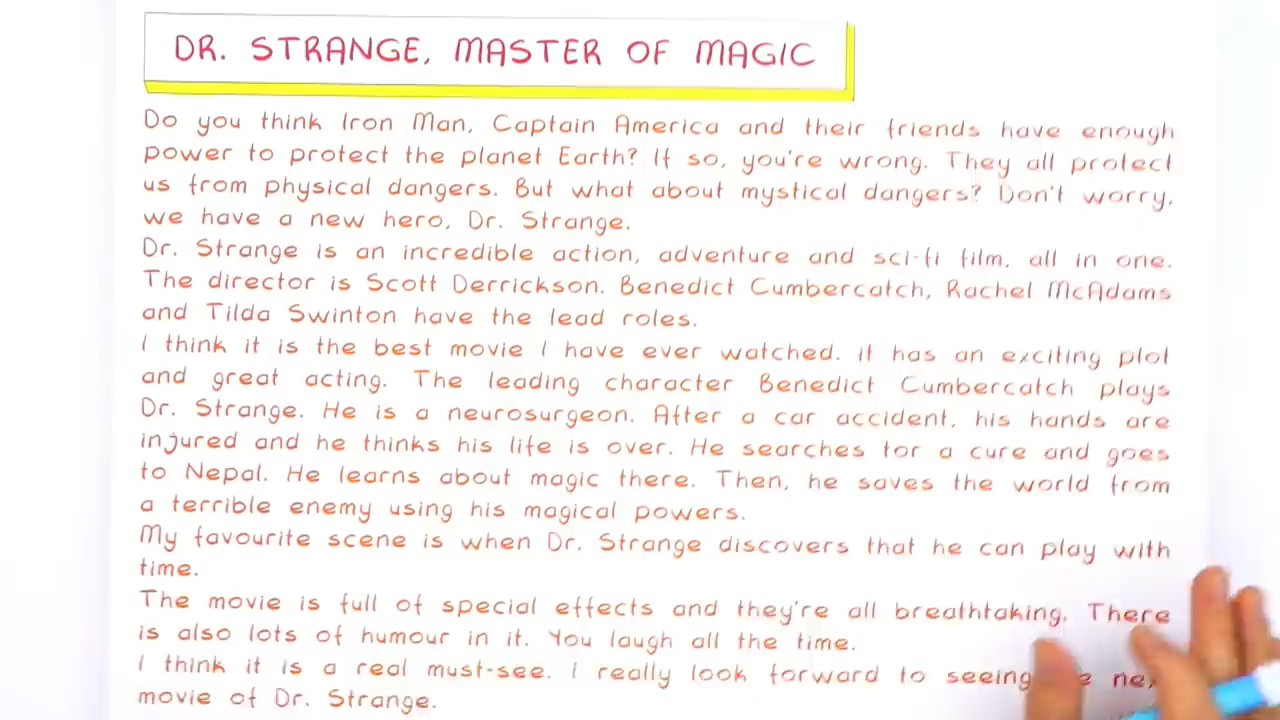 DR. STRANGE, MASTER OF MAGIC
Do you think Iron Man, Captain America and their friends have enough
power to protect the planet Earth? If so, you're wrong. They all protect
us from physical dangers. But what about mystical dangers? Don't worry,
we have a new hero, Dr. Strange.
Dr. Strange is an incredible action, adventure and sci-fi film, all in one.
The director is Scott Derrickson. Benedict Cumbercatch, Rachel McAdams
and Tilda Swinton have the lead roles.
I think it is the best movie I have ever watched. it has an exciting plot
and great acting. The leading character Benedict Cumbercatch plays
Dr. Strange. He is a neurosurgeon. After a car accident, his hands are
injured and he thinks his life is over. He searches for a cure and goes
to Nepal. He learns about magic there. Then, he saves the world from
a terrible enemy using his magical powers.
My favourite scene is when Dr. Strange discovers that he can play with
time.
The movie is full of special effects and they're all breathtaking. There
is also lots of humour in it. You laugh all the time.
I think it is a real must-see. I really look forward to seeing
movie of Dr. Strange.